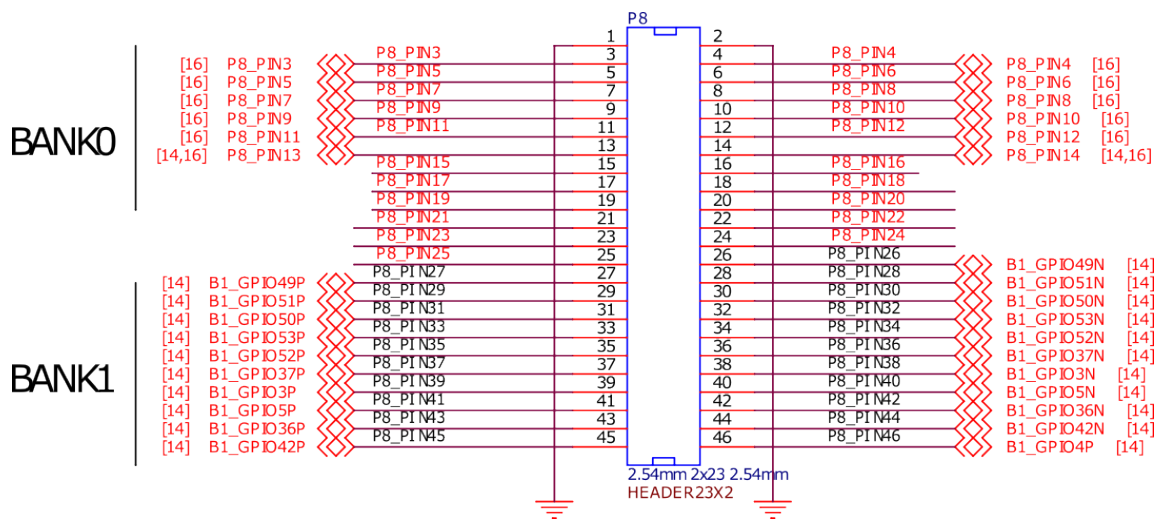 P8
1 2
[16] P8_PIN3 P8_PIN3 3 4 P8_PIN4 P8_PIN4 [16]
[16] P8_PIN5 P8_PIN5 5 6 P8_PIN6 P8_PIN6 [16]
[16] P8_PIN7 P8_PIN7 7 8 P8_PIN8 P8_PIN8 [16]
[16] P8_PIN9 P8_PIN9 9 10 P8_PIN10 P8_PIN10 [16]
[16] P8_PIN11 P8_PIN11 11 12 P8_PIN12 P8_PIN12 [16]
BANK0
[14,16] P8_PIN13 13 14 P8_PIN14 [14,16]
P8_PIN15 15 16 P8_PIN16
P8_PIN17 17 18 P8_PIN18
P8_PIN19 19 20 P8_PIN20
P8_PIN21 21 22 P8_PIN22
P8_PIN23 23 24 P8_PIN24
P8_PIN25 25 26 P8_PIN26 B1_GPIO49N [14]
[14] B1_GPIO49P P8_PIN27 27 28 P8_PIN28 B1_GPIO51N [14]
[14] B1_GPIO51P P8_PIN29 29 30 P8_PIN30 B1_GPIO50N [14]
[14] B1_GPIO50P P8_PIN31 31 32 P8_PIN32 B1_GPIO53N [14]
[14] B1_GPIO53P P8_PIN33 33 34 P8_PIN34 B1_GPIO52N [14]
[14] B1_GPIO52P P8_PIN35 35 36 P8_PIN36 B1_GPIO37N [14]
BANK1
[14] B1_GPIO37P P8_PIN37 37 38 P8_PIN38 B1_GPIO3N [14]
[14] B1_GPIO3P P8_PIN39 39 40 P8_PIN40 B1_GPIO5N [14]
[14] B1_GPIO5P P8_PIN41 41 42 P8_PIN42 B1_GPIO36N [14]
[14] B1_GPIO36P P8_PIN43 43 44 P8_PIN44 B1_GPIO42N [14]
[14] B1_GPIO42P P8_PIN45 45 46 P8_PIN46 B1_GPIO4P [14]
2.54mm 2x23 2.54mm
HEADER23X2